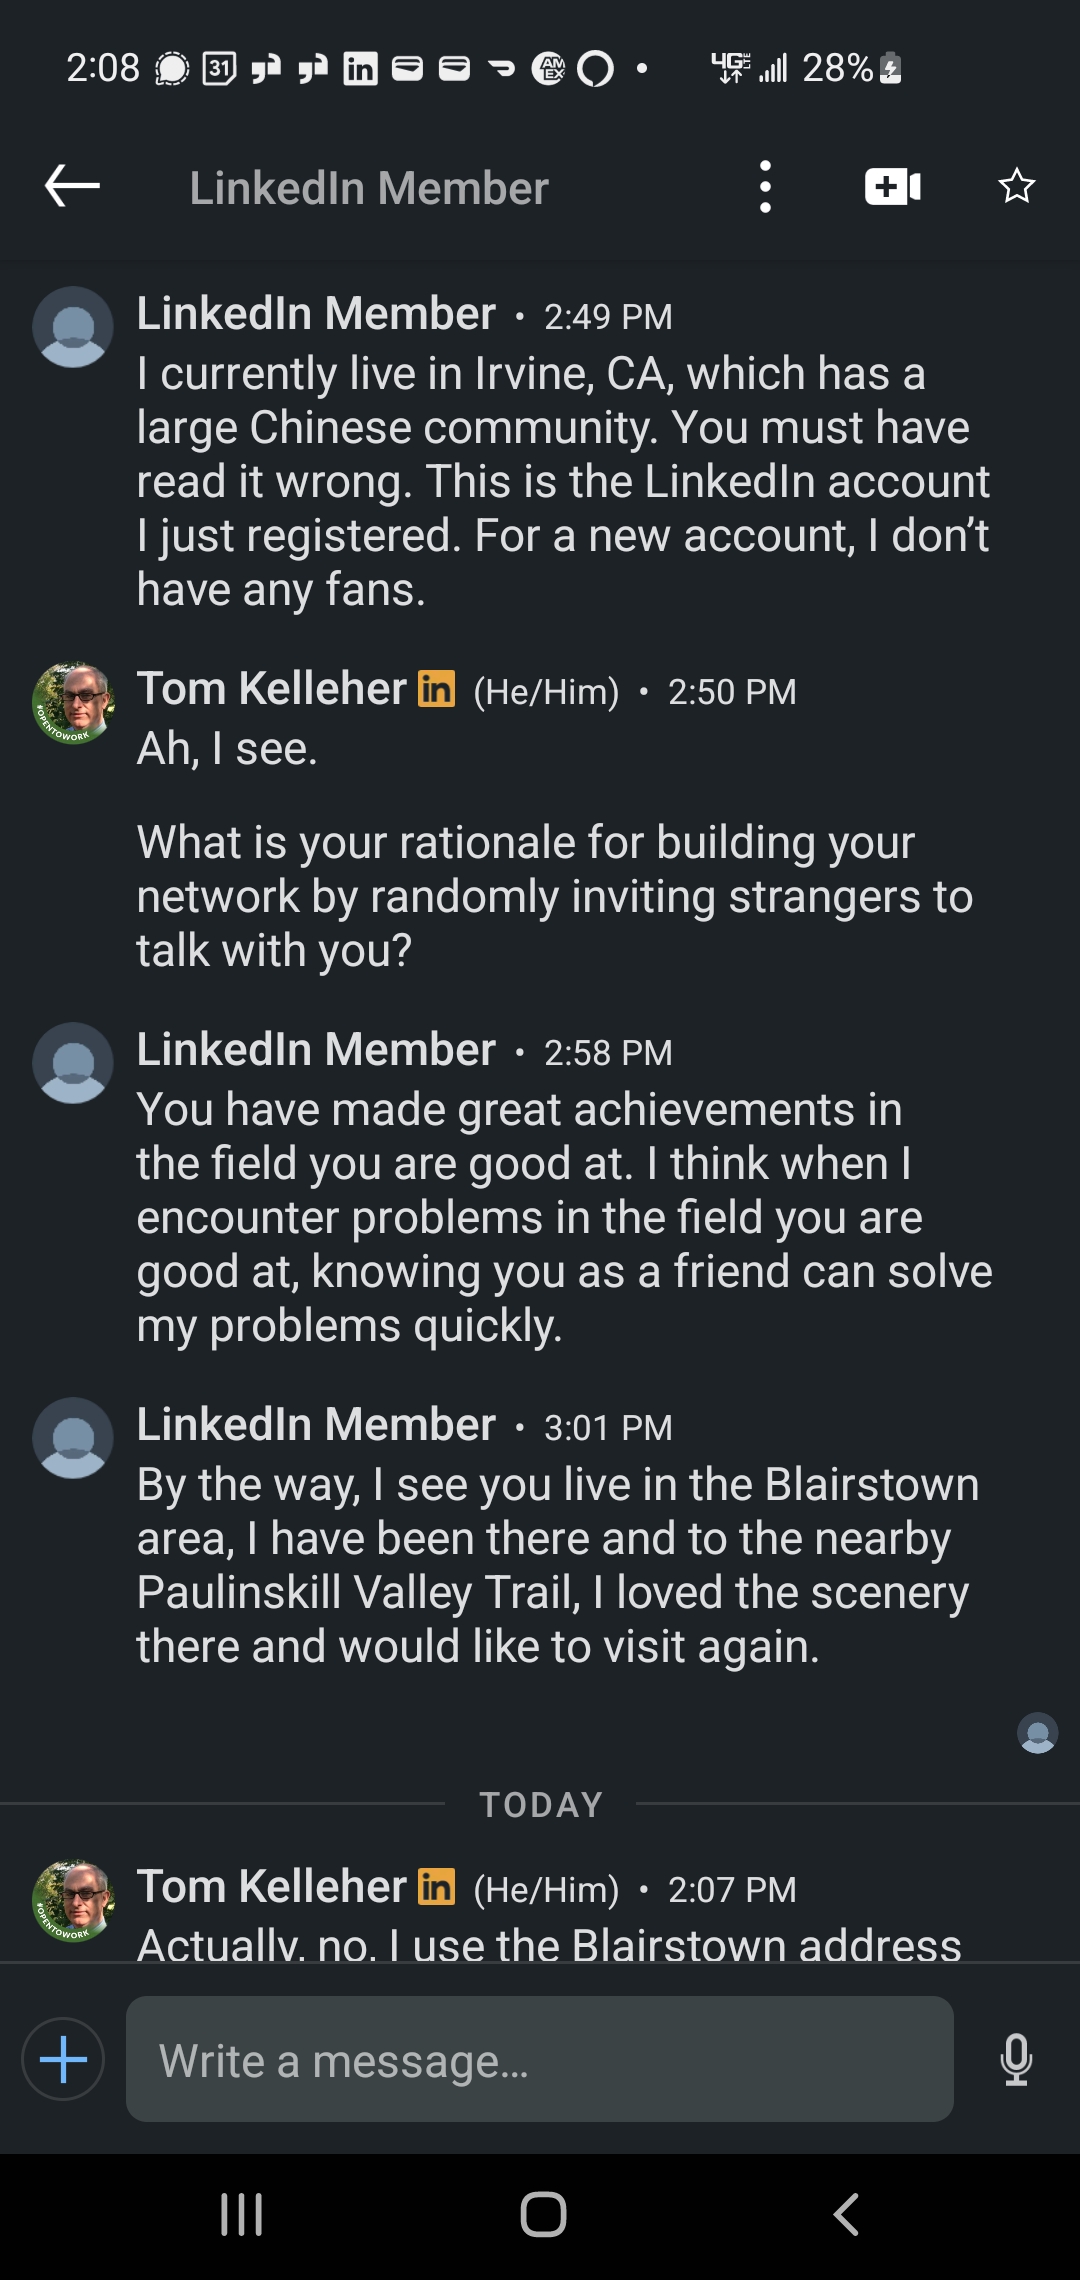 2:08 31 in AM EX 4G LTE 28%
LinkedIn Member
LinkedIn Member • 2:49 PM
I currently live in Irvine, CA, which has a
large Chinese community. You must have
read it wrong. This is the LinkedIn account
I just registered. For a new account, I don’t
have any fans.
Tom Kelleher in (He/Him) • 2:50 PM
#OPENTOWORK
Ah, I see.
What is your rationale for building your
network by randomly inviting strangers to
talk with you?
LinkedIn Member • 2:58 PM
You have made great achievements in
the field you are good at. I think when I
encounter problems in the field you are
good at, knowing you as a friend can solve
my problems quickly.
LinkedIn Member • 3:01 PM
By the way, I see you live in the Blairstown
area, I have been there and to the nearby
Paulinskill Valley Trail, I loved the scenery
there and would like to visit again.
TODAY
Tom Kelleher in (He/Him) • 2:07 PM
#OPENTOWORK
Actually, no. I use the Blairstown address
Write a message...